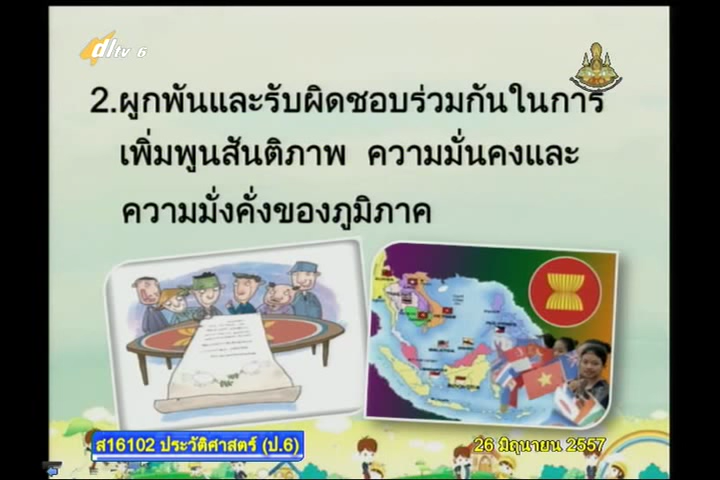 dltv 6
2.ผูกพันและรับผิดชอบร่วมกันในการ
เพิ่มพูนสันติภาพ ความมั่นคงและ
ความมั่งคั่งของภูมิภาค
ส16102 ประวัติศาสตร์ (ป.6)
26 มิถุนายน 2557